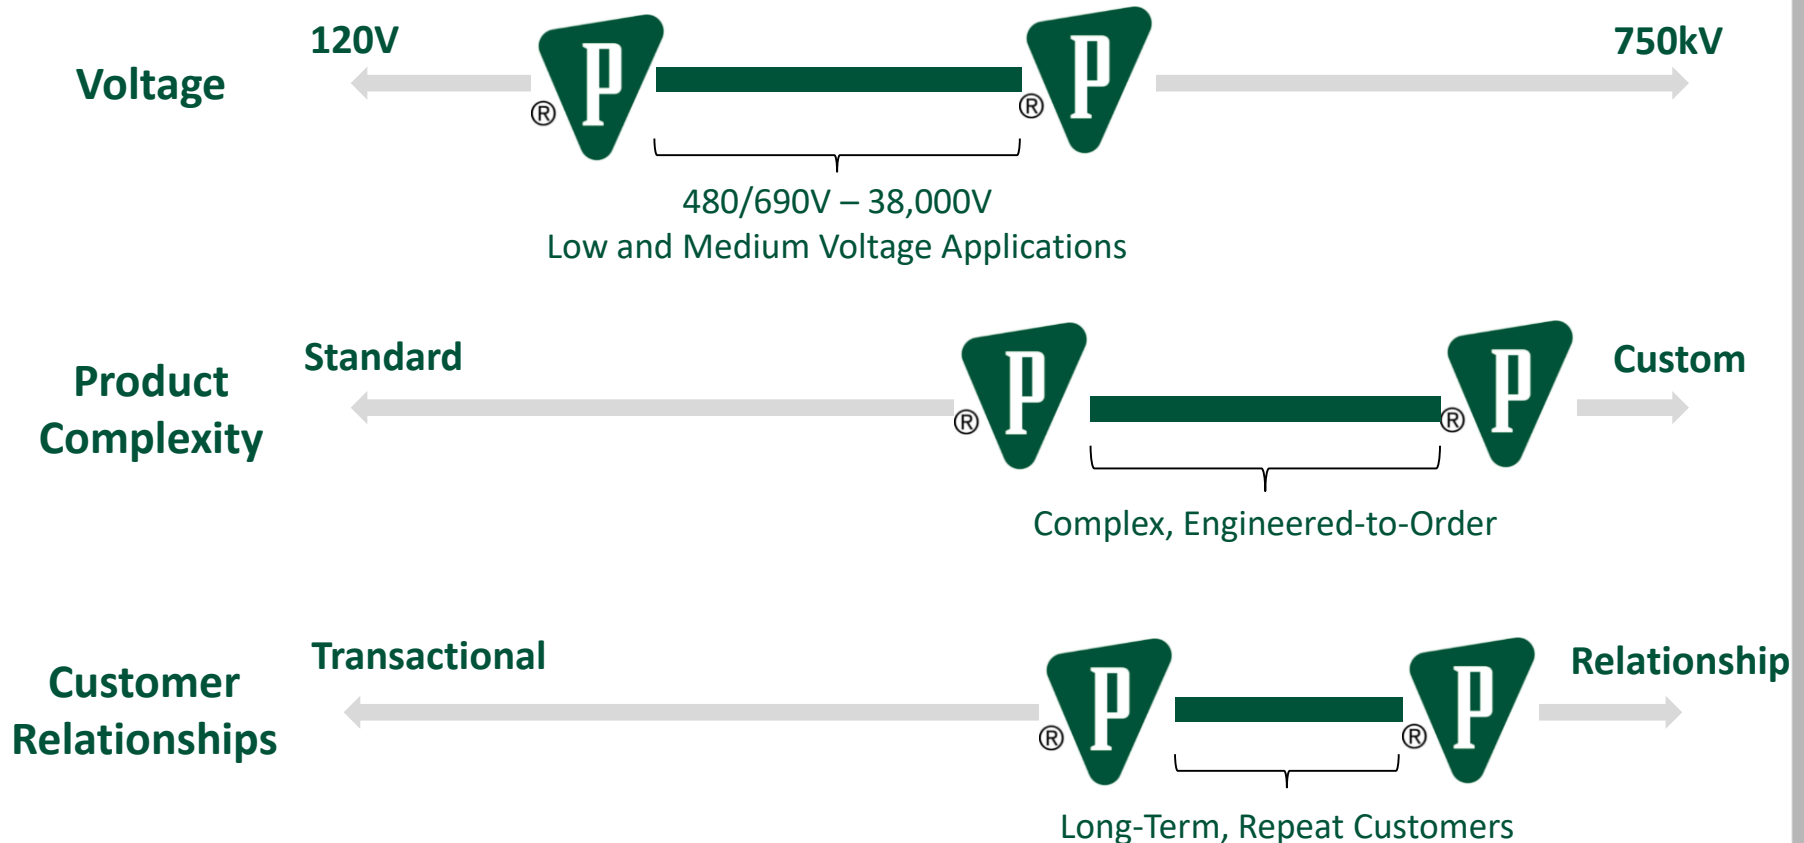 120V
750kV
Voltage
P
®
P
®
480/690V – 38,000V
Low and Medium Voltage Applications
Standard
Custom
Product
Complexity
P
®
P
®
Complex, Engineered-to-Order
Transactional
Relationship
Customer
Relationships
P
®
P
®
Long-Term, Repeat Customers